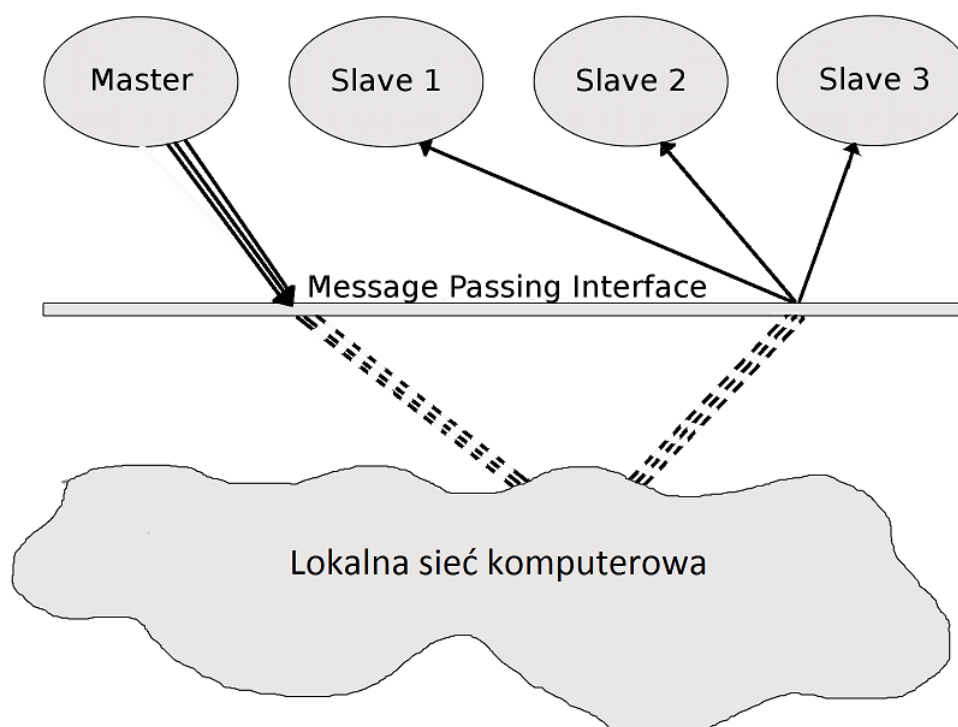 Master
Slave 1
Slave 2
Slave 3
Message Passing Interface
Lokalna sieć komputerowa